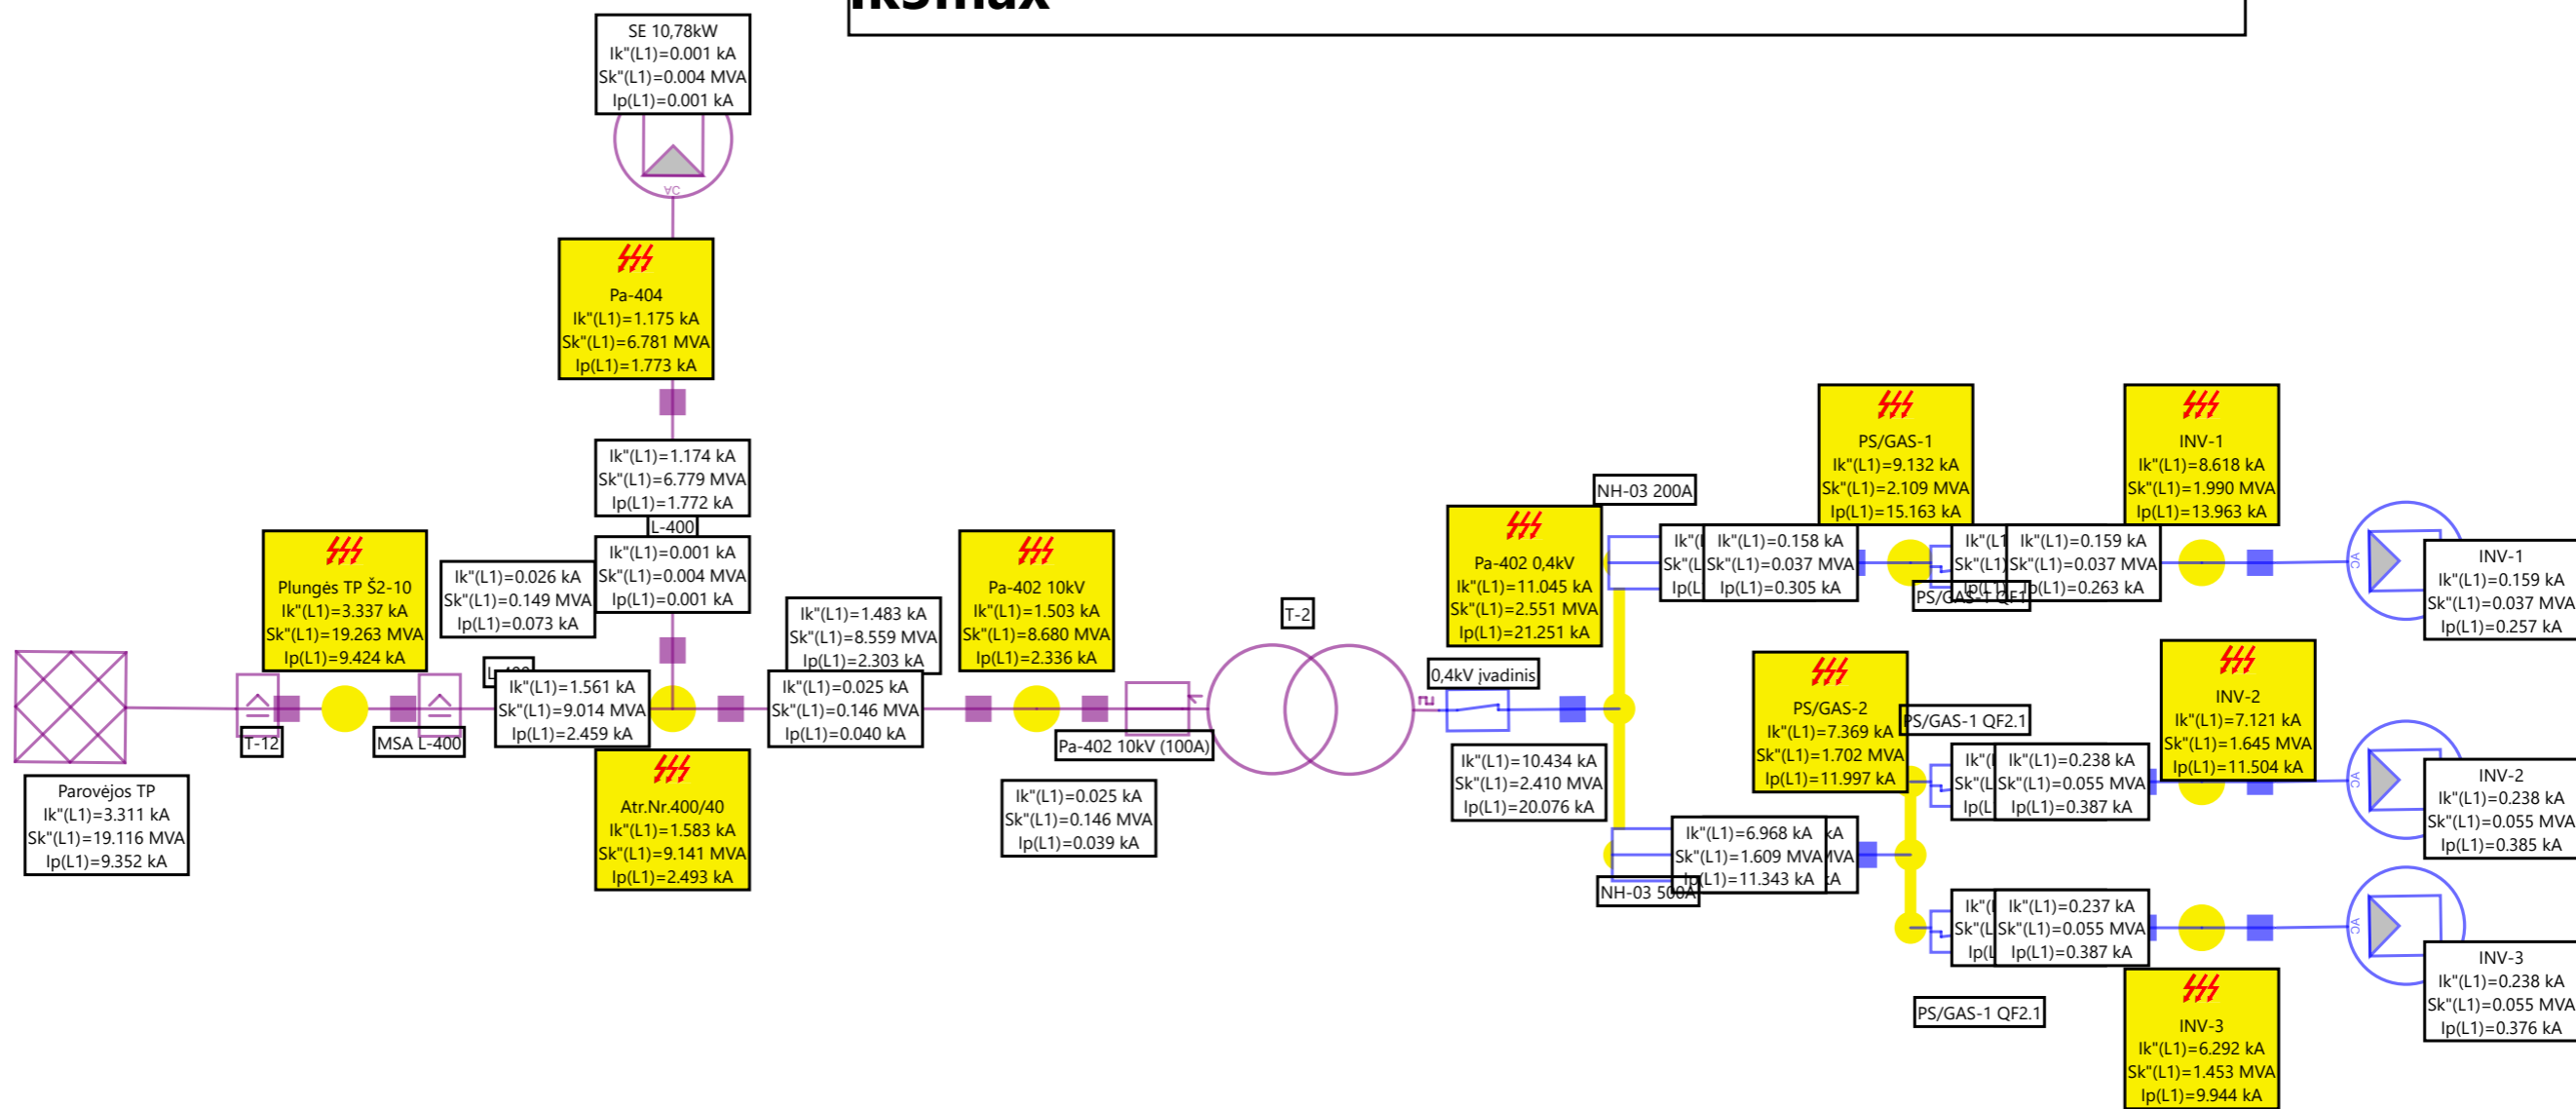 Ik3max
SE 10,78kW
Ik"(L1)=0.001 kA
Sk"(L1)=0.004 MVA
Ip(L1)=0.001 kA
AC
Pa-404
Ik"(L1)=1.175 kA
Sk"(L1)=6.781 MVA
Ip(L1)=1.773 kA
Ik"(L1)=1.174 kA
Sk"(L1)=6.779 MVA
Ip(L1)=1.772 kA
L-400
Ik"(L1)=0.001 kA
Sk"(L1)=0.004 MVA
Ip(L1)=0.001 kA
Plungės TP Š2-10
Ik"(L1)=3.337 kA
Sk"(L1)=19.263 MVA
Ip(L1)=9.424 kA
Ik"(L1)=0.026 kA
Sk"(L1)=0.149 MVA
Ip(L1)=0.073 kA
T-12
MSA L-400
Ik"(L1)=1.561 kA
Sk"(L1)=9.014 MVA
Ip(L1)=2.459 kA
Parovėjos TP
Ik"(L1)=3.311 kA
Sk"(L1)=19.116 MVA
Ip(L1)=9.352 kA
Atr.Nr.400/40
Ik"(L1)=1.583 kA
Sk"(L1)=9.141 MVA
Ip(L1)=2.493 kA
Ik"(L1)=1.483 kA
Sk"(L1)=8.559 MVA
Ip(L1)=2.303 kA
Ik"(L1)=0.025 kA
Sk"(L1)=0.146 MVA
Ip(L1)=0.040 kA
Pa-402 10kV
Ik"(L1)=1.503 kA
Sk"(L1)=8.680 MVA
Ip(L1)=2.336 kA
Pa-402 10kV (100A)
Ik"(L1)=0.025 kA
Sk"(L1)=0.146 MVA
Ip(L1)=0.039 kA
T-2
NH-03 200A
Pa-402 0,4kV
Ik"(L1)=11.045 kA
Sk"(L1)=2.551 MVA
Ip(L1)=21.251 kA
0,4kV įvadinis
Ik"(L1)=10.434 kA
Sk"(L1)=2.410 MVA
Ip(L1)=20.076 kA
Ik"(L1)=0.158 kA
Sk"(L1)=0.037 MVA
Ip(L1)=0.305 kA
PS/GAS-1
Ik"(L1)=9.132 kA
Sk"(L1)=2.109 MVA
Ip(L1)=15.163 kA
PS/GAS-1 QF1
Ik"(L1)=0.159 kA
Sk"(L1)=0.037 MVA
Ip(L1)=0.263 kA
INV-1
Ik"(L1)=8.618 kA
Sk"(L1)=1.990 MVA
Ip(L1)=13.963 kA
AC
INV-1
Ik"(L1)=0.159 kA
Sk"(L1)=0.037 MVA
Ip(L1)=0.257 kA
PS/GAS-2
Ik"(L1)=7.369 kA
Sk"(L1)=1.702 MVA
Ip(L1)=11.997 kA
PS/GAS-1 QF2.1
Ik"(L1)=0.238 kA
Sk"(L1)=0.055 MVA
Ip(L1)=0.387 kA
INV-2
Ik"(L1)=7.121 kA
Sk"(L1)=1.645 MVA
Ip(L1)=11.504 kA
AC
INV-2
Ik"(L1)=0.238 kA
Sk"(L1)=0.055 MVA
Ip(L1)=0.385 kA
Ik"(L1)=6.968 kA
Sk"(L1)=1.609 MVA
Ip(L1)=11.343 kA
NH-03 500A
Ik"(L1)=0.237 kA
Sk"(L1)=0.055 MVA
Ip(L1)=0.387 kA
PS/GAS-1 QF2.1
INV-3
Ik"(L1)=6.292 kA
Sk"(L1)=1.453 MVA
Ip(L1)=9.944 kA
AC
INV-3
Ik"(L1)=0.238 kA
Sk"(L1)=0.055 MVA
Ip(L1)=0.376 kA